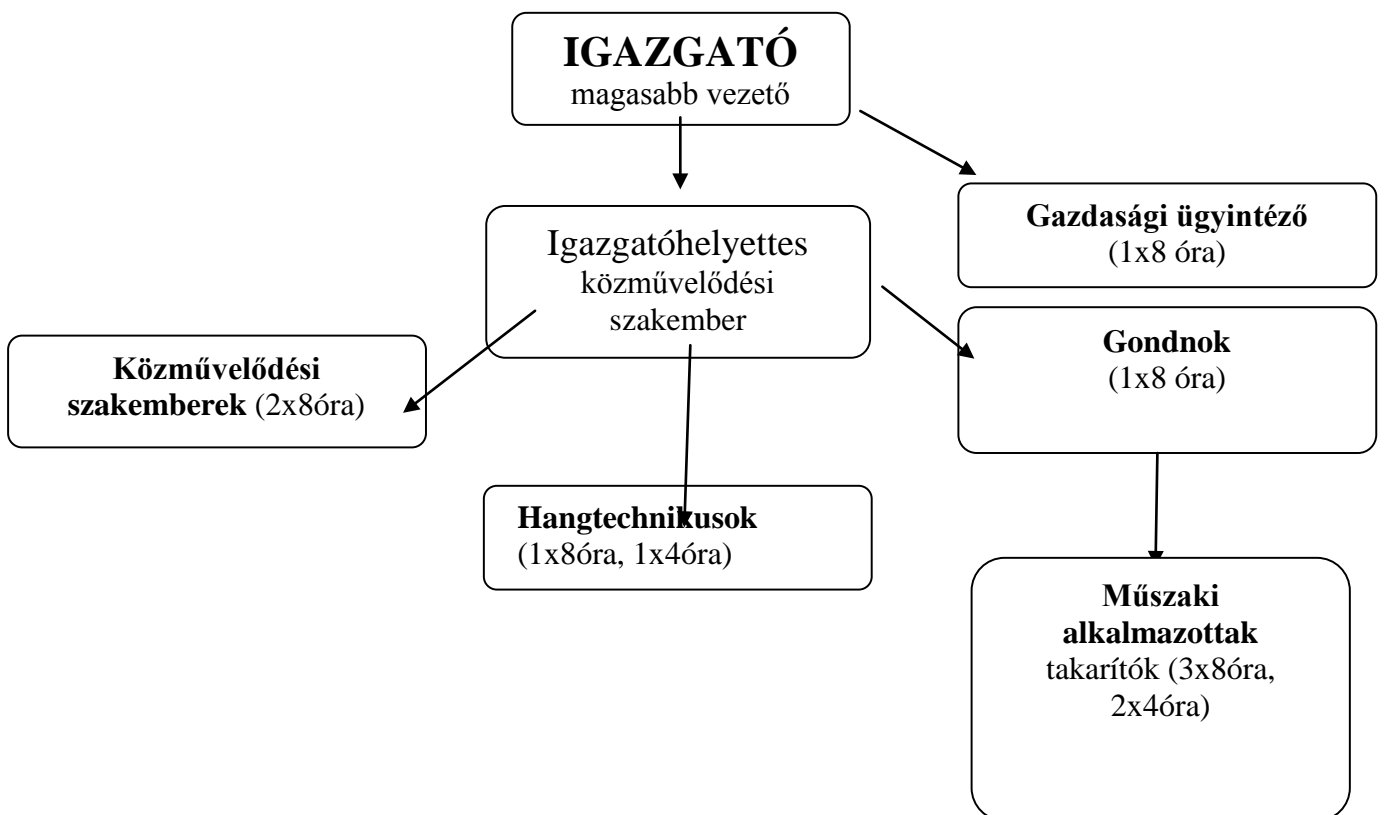 IGAZGATÓ
magasabb vezető
Gazdasági ügyintéző
(1x8 óra)
Igazgatóhelyettes
közművelődési
szakember
Gondnok
(1x8 óra)
Közművelődési
szakemberek (2x8óra)
Hangtechnikusok
(1x8óra, 1x4óra)
Műszaki
alkalmazottak
takarítók (3x8óra,
2x4óra)